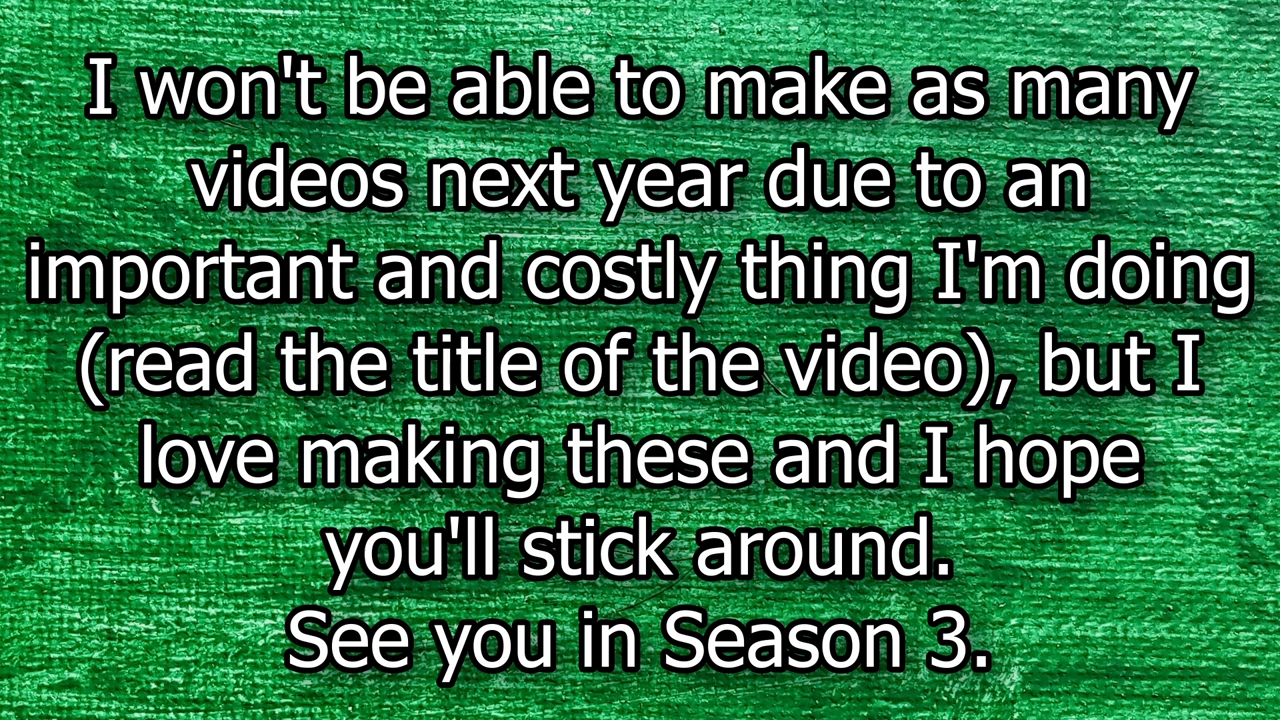 I won't be able to make as many
videos next year due to an
important and costly thing I'm doing
(read the title of the video), but I
love making these and I hope
you'll stick around.
See you in Season 3.